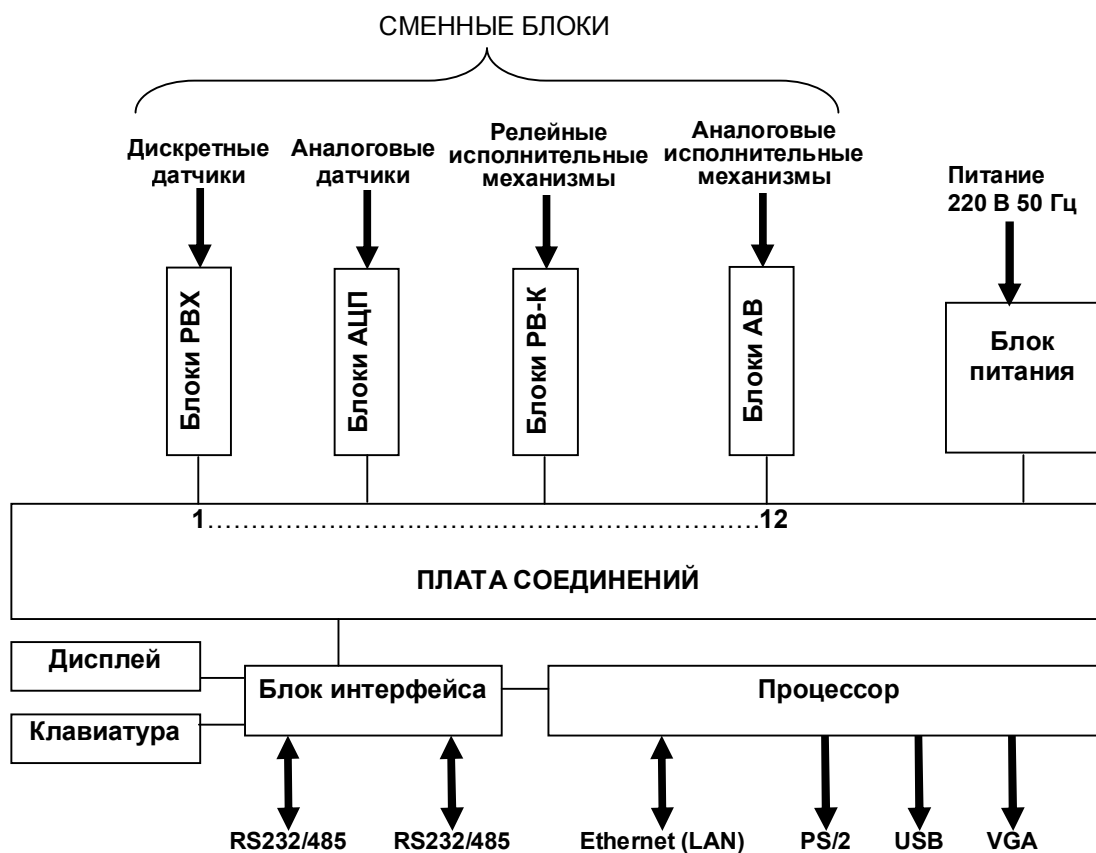 СМЕННЫЕ БЛОКИ
Дискретные
датчики
Аналоговые
датчики
Релейные
исполнительные
механизмы
Аналоговые
исполнительные
механизмы
Питание
220 В 50 Гц
Блоки РВХ
Блоки АЦП
Блоки РВ-К
Блоки АВ
Блок
питания
1.......................................................12
ПЛАТА СОЕДИНЕНИЙ
Дисплей
Клавиатура
Блок интерфейса
Процессор
RS232/485
RS232/485
Ethernet (LAN)
PS/2
USB
VGA